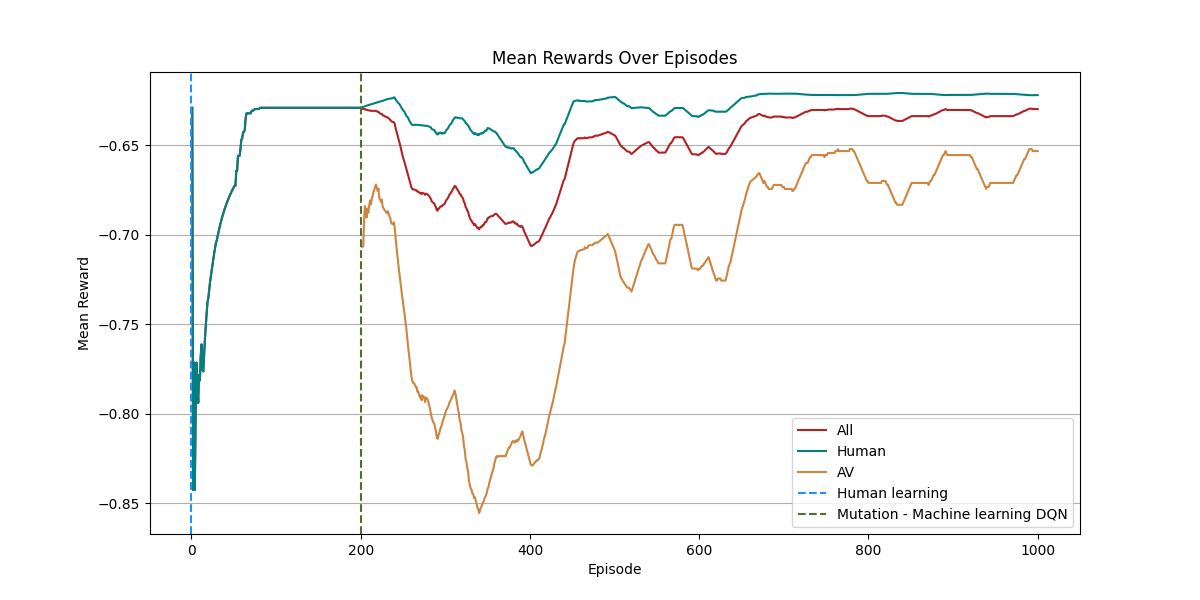 Mean Rewards Over Episodes
Mean Reward
−0.65
−0.70
−0.75
−0.80
−0.85
0
200
400
600
800
1000
Episode
All
Human
AV
Human learning
Mutation - Machine learning DQN